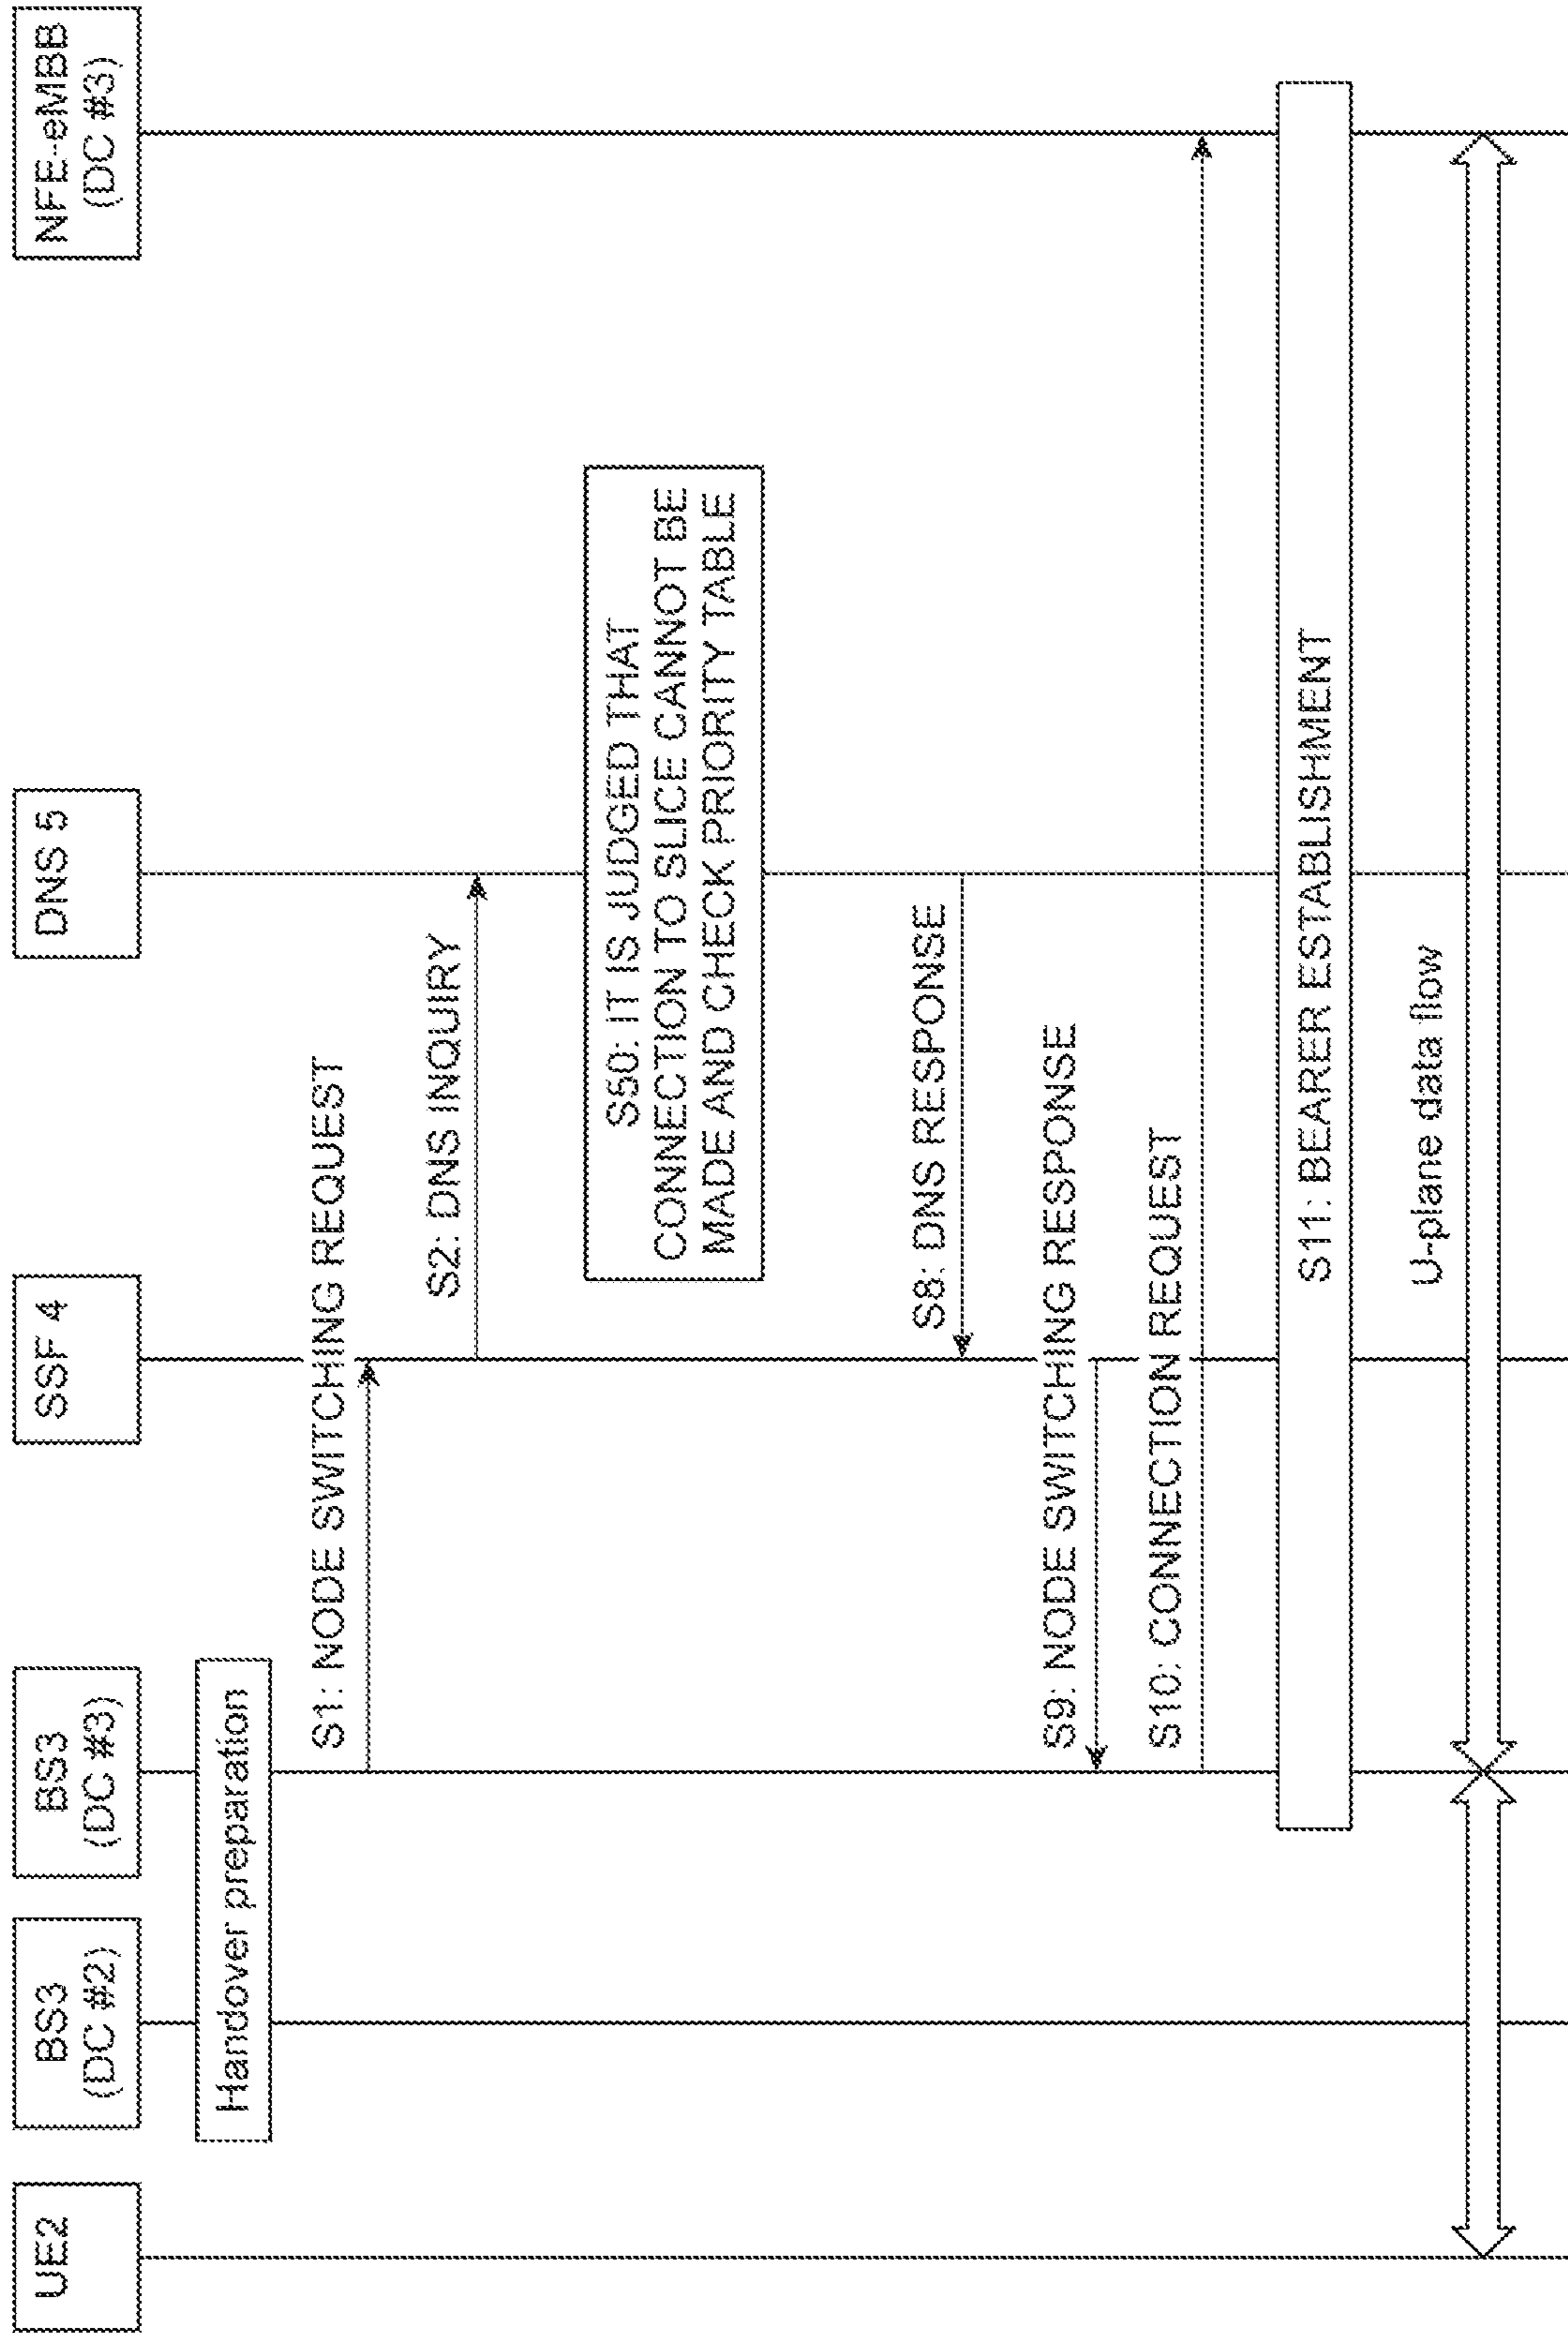 UE2
BS3
(DC #2)
BS3
(DC #3)
SSF 4
DNS 5
NFE-eMBB
(DC #3)
Handover preparation
S1: NODE SWITCHING REQUEST
S2: DNS INQUIRY
S50: IT IS JUDGED THAT
CONNECTION TO SLICE CANNOT BE
MADE AND CHECK PRIORITY TABLE
S8: DNS RESPONSE
S9: NODE SWITCHING RESPONSE
S10: CONNECTION REQUEST
S11: BEARER ESTABLISHMENT
U-plane data flow